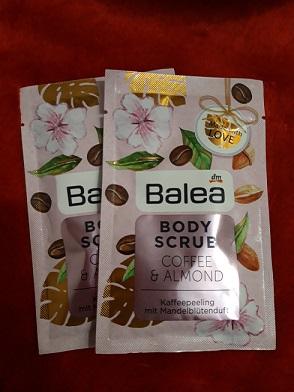 LOVE
dm
Balea
BODY
SCRUB
COFFEE
& ALMOND
Kaffeepeeling
mit Mandelblütenduft